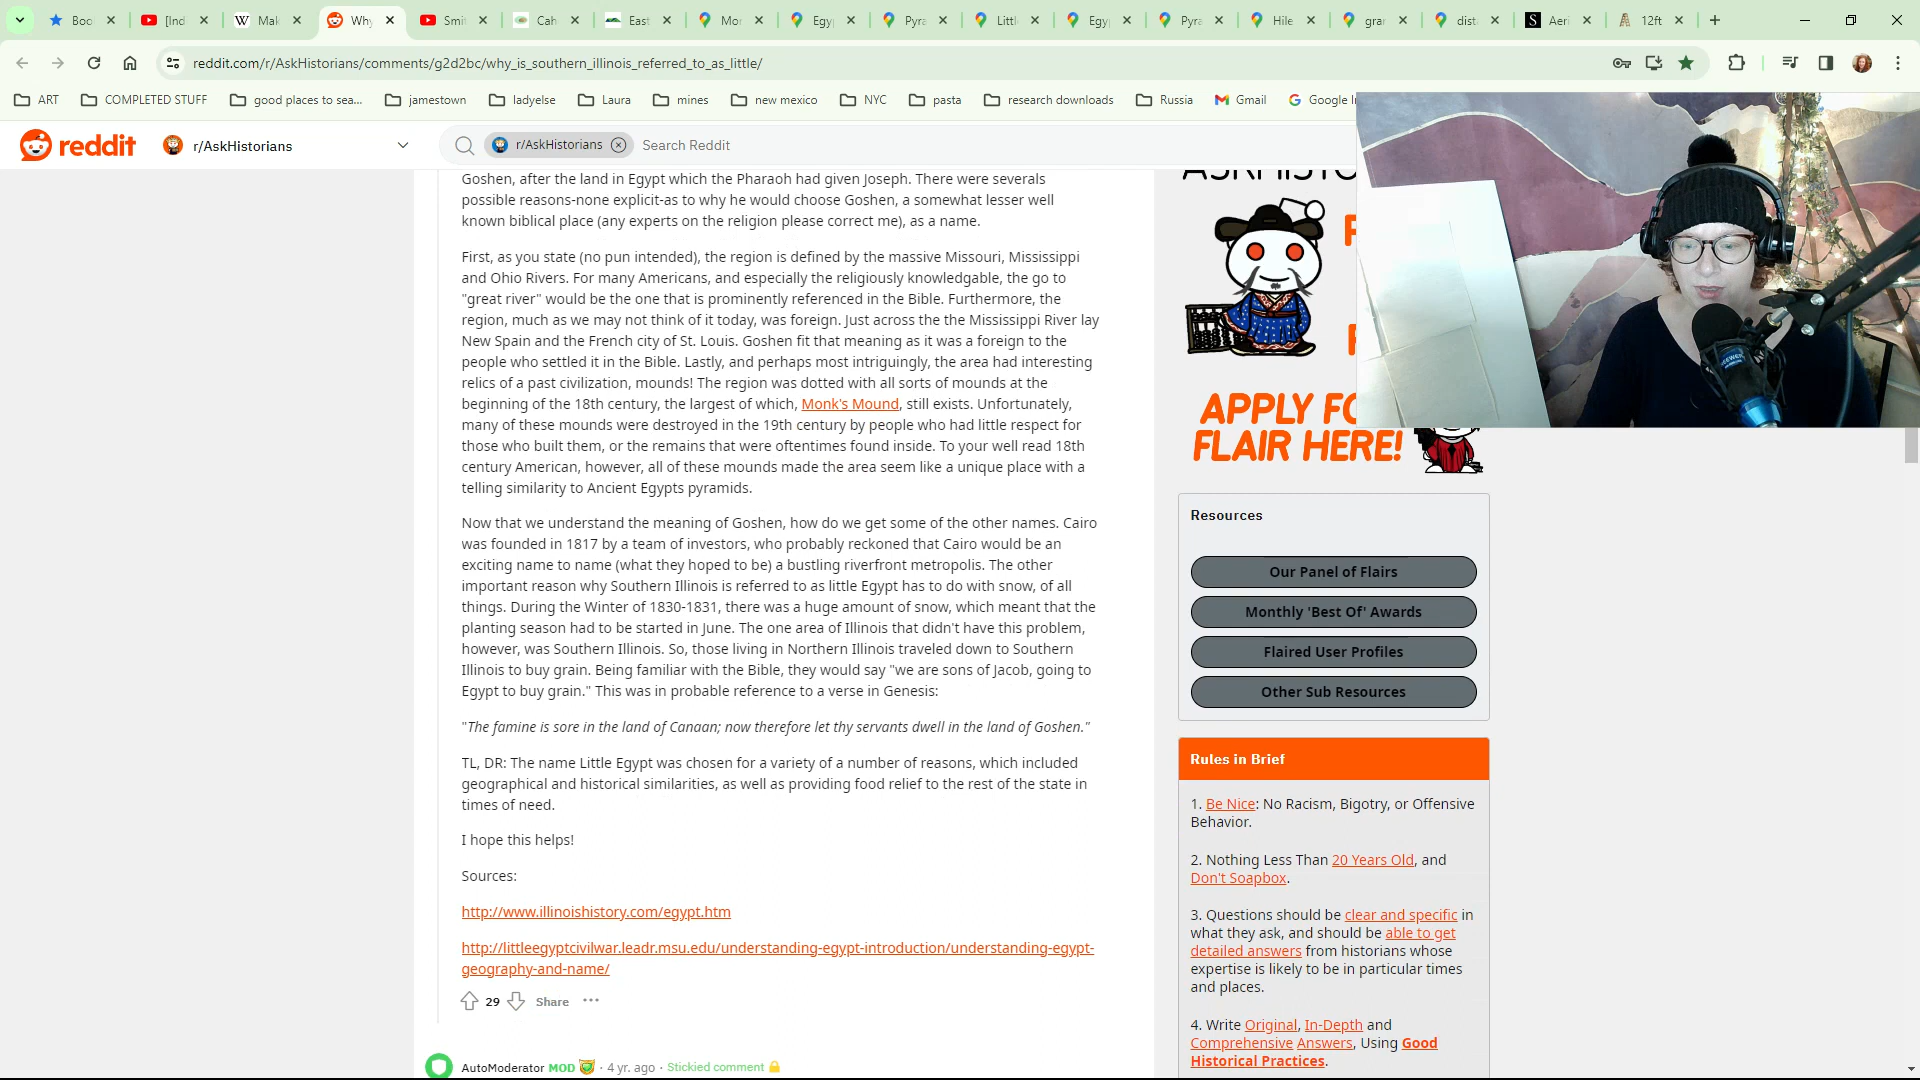 Boo
[Ind
Mak
Why
Smit
Cah
East
Mor
Egyp
Pyra
Little
Egyp
Pyra
Hile
gran
dist
Aeri
12ft
reddit.com/r/AskHistorians/comments/g2d2bc/why_is_southern_illinois_referred_to_as_little/
ART
COMPLETED STUFF
good places to sea...
jamestown
ladyelse
Laura
mines
new mexico
NYC
pasta
research downloads
Russia
Gmail
Google
reddit
r/AskHistorians
r/AskHistorians
Search Reddit
Goshen, after the land in Egypt which the Pharaoh had given Joseph. There were severals
possible reasons-none explicit-as to why he would choose Goshen, a somewhat lesser well
known biblical place (any experts on the religion please correct me), as a name.
First, as you state (no pun intended), the region is defined by the massive Missouri, Mississippi
and Ohio Rivers. For many Americans, and especially the religiously knowledgable, the go to
"great river" would be the one that is prominently referenced in the Bible. Furthermore, the
region, much as we may not think of it today, was foreign. Just across the the Mississippi River lay
New Spain and the French city of St. Louis. Goshen fit that meaning as it was a foreign to the
people who settled it in the Bible. Lastly, and perhaps most intriguingly, the area had interesting
relics of a past civilization, mounds! The region was dotted with all sorts of mounds at the
beginning of the 18th century, the largest of which, Monk's Mound, still exists. Unfortunately,
many of these mounds were destroyed in the 19th century by people who had little respect for
those who built them, or the remains that were oftentimes found inside. To your well read 18th
century American, however, all of these mounds made the area seem like a unique place with a
telling similarity to Ancient Egypts pyramids.
Now that we understand the meaning of Goshen, how do we get some of the other names. Cairo
was founded in 1817 by a team of investors, who probably reckoned that Cairo would be an
exciting name to name (what they hoped to be) a bustling riverfront metropolis. The other
important reason why Southern Illinois is referred to as little Egypt has to do with snow, of all
things. During the Winter of 1830-1831, there was a huge amount of snow, which meant that the
planting season had to be started in June. The one area of Illinois that didn't have this problem,
however, was Southern Illinois. So, those living in Northern Illinois traveled down to Southern
Illinois to buy grain. Being familiar with the Bible, they would say "we are sons of Jacob, going to
Egypt to buy grain." This was in probable reference to a verse in Genesis:
"The famine is sore in the land of Canaan; now therefore let thy servants dwell in the land of Goshen."
TL, DR: The name Little Egypt was chosen for a variety of a number of reasons, which included
geographical and historical similarities, as well as providing food relief to the rest of the state in
times of need.
I hope this helps!
Sources:
http://www.illinoishistory.com/egypt.htm
http://littleegyptcivilwar.leadr.msu.edu/understanding-egypt-introduction/understanding-egypt-
geography-and-name/
29
Share
AutoModerator MOD · 4 yr. ago · Stickied comment
APPLY FO
FLAIR HERE!
Resources
Our Panel of Flairs
Monthly 'Best Of' Awards
Flaired User Profiles
Other Sub Resources
Rules in Brief
1. Be Nice: No Racism, Bigotry, or Offensive
Behavior.
2. Nothing Less Than 20 Years Old, and
Don't Soapbox.
3. Questions should be clear and specific in
what they ask, and should be able to get
detailed answers from historians whose
expertise is likely to be in particular times
and places.
4. Write Original, In-Depth and
Comprehensive Answers, Using Good
Historical Practices.